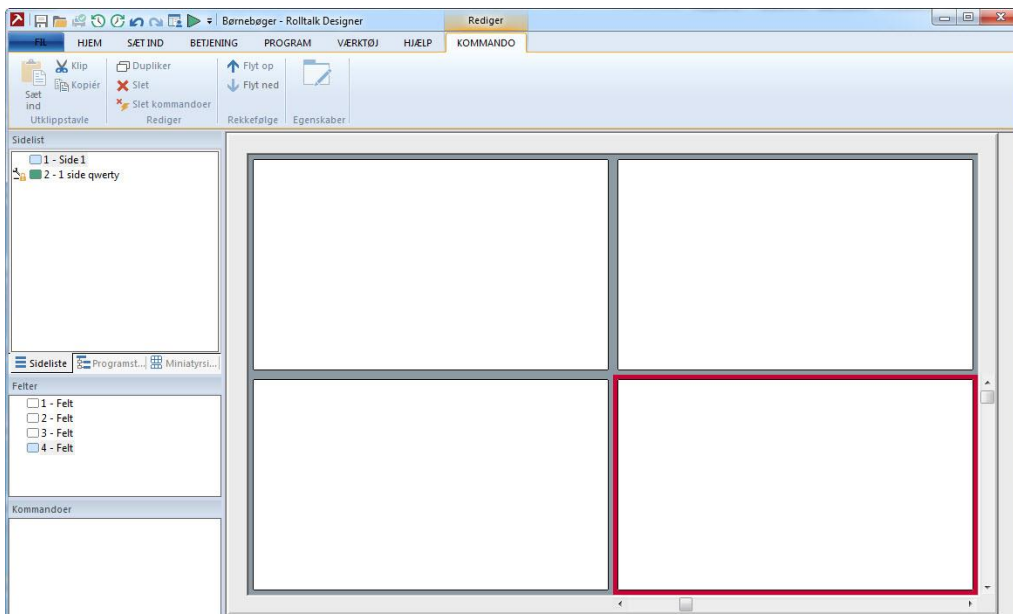 Børnebøger - Rolltalk Designer
Rediger
FIL HJEM SÆT IND BETJENING PROGRAM VÆRKTØJ HJÆLP KOMMANDO
Sæt ind
Klip
Kopiér
Utklippstavle
Dupliker
Slet
Slet kommandoer
Rediger
Flyt op
Flyt ned
Rekkefølge
Egenskaber
Sidelist
1 - Side 1
2 - 1 side qwerty
Sideliste Programst... Miniatyrsi...
Felter
1 - Felt
2 - Felt
3 - Felt
4 - Felt
Kommandoer